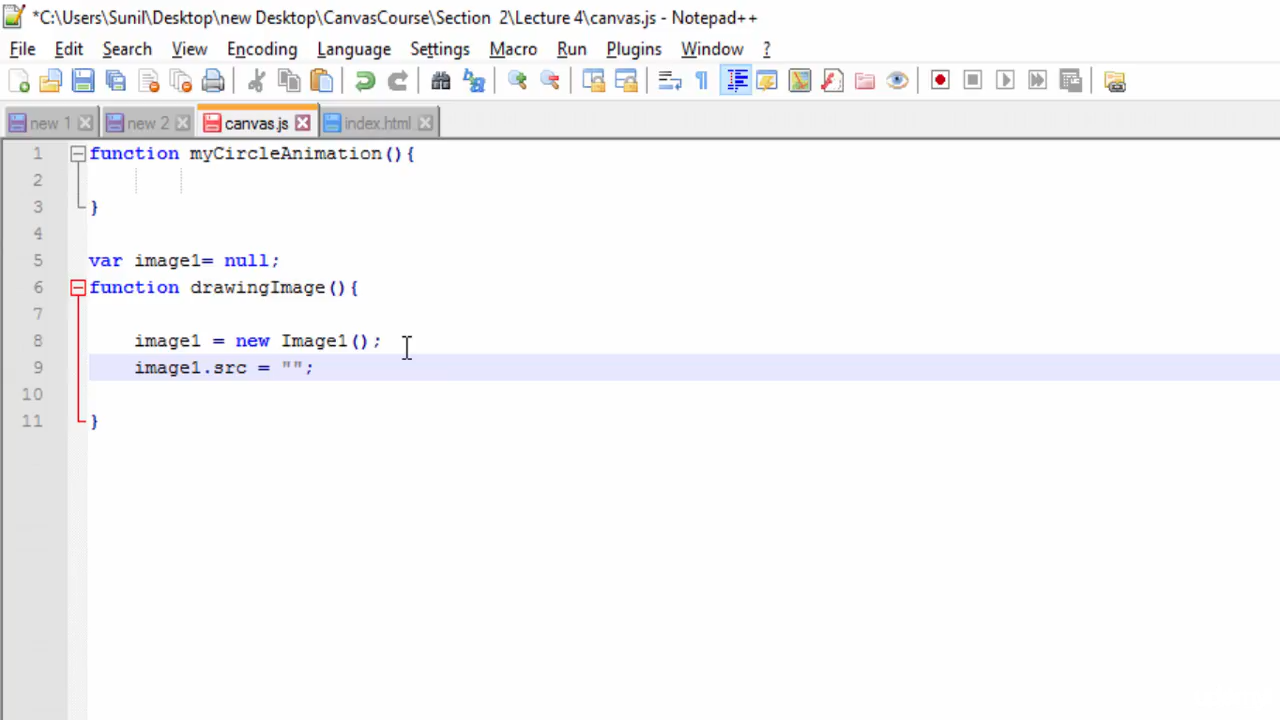 *C:\Users\Sunil\Desktop\new Desktop\CanvasCourse\Section 2\Lecture 4\canvas.js - Notepad++
File Edit Search View Encoding Language Settings Macro Run Plugins Window ?
new 1 new 2 canvas.js index.html
1 function myCircleAnimation(){
2
3 }
4
5 var image1= null;
6 function drawingImage(){
7
8 image1 = new Image1();
9 image1.src = "";
10
11 }